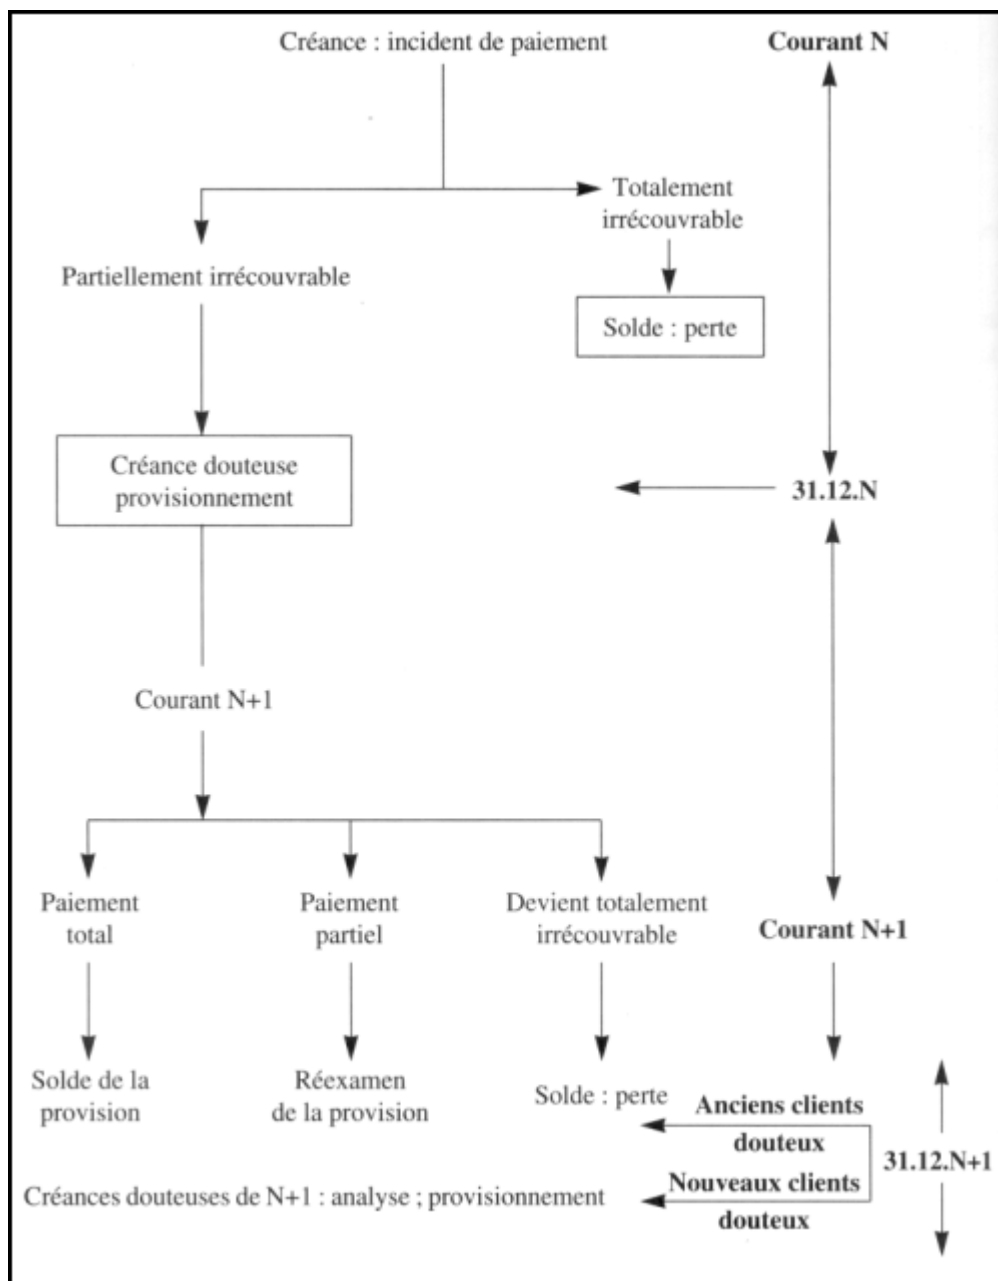 Créance : incident de paiement
Courant N
Totalement
irrécouvrable
Partiellement irrécouvrable
Solde : perte
Créance douteuse
provisionnement
31.12.N
Courant N+1
Paiement
total
Paiement
partiel
Devient totalement
irrécouvrable
Courant N+1
Solde de la
provision
Réexamen
de la provision
Solde : perte
Anciens clients
douteux
31.12.N+1
Créances douteuses de N+1 : analyse ; provisionnement
Nouveaux clients
douteux